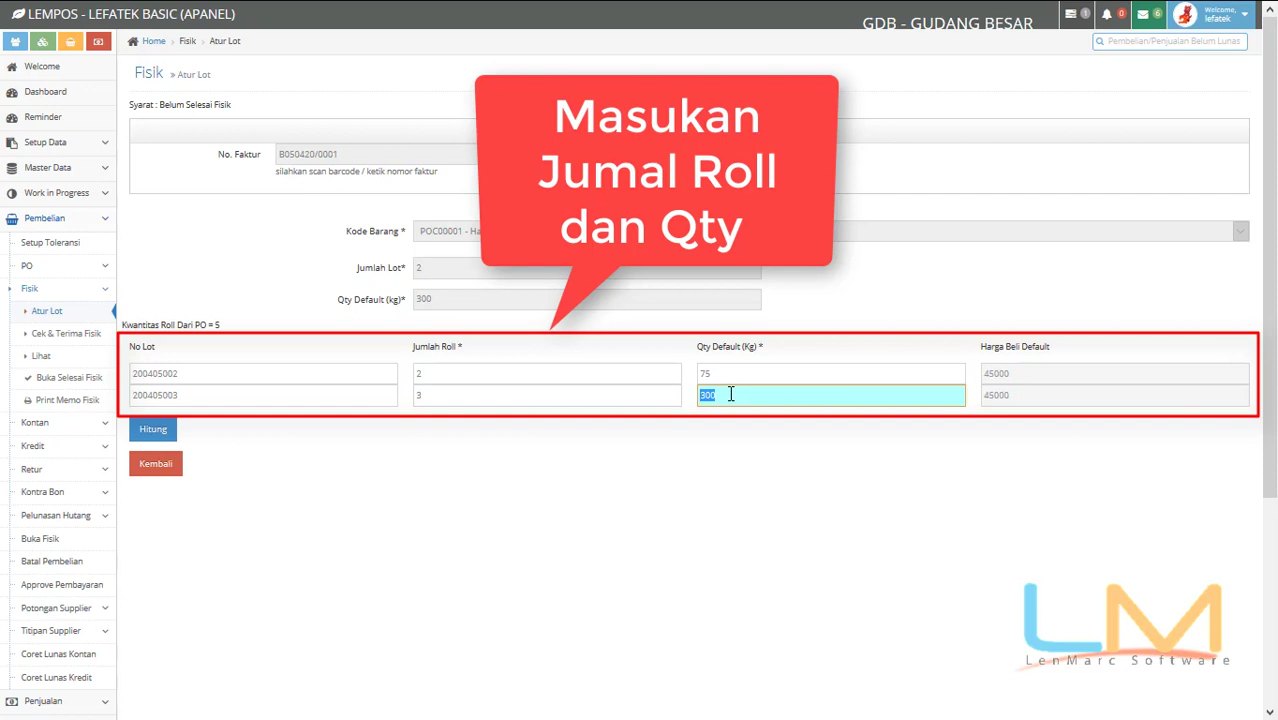 LEMPOS - LEFATEK BASIC (APANEL)
GDB - GUDANG BESAR
1
0
6
Welcome,
lefatek
Home › Fisik › Atur Lot
Pembelian/Penjualan Belum Lunas
Welcome
Dashboard
Reminder
Setup Data
Master Data
Work in Progress
Pembelian
Setup Toleransi
PO
Fisik
Atur Lot
Cek & Terima Fisik
Lihat
Buka Selesai Fisik
Print Memo Fisik
Kontan
Kredit
Retur
Kontra Bon
Pelunasan Hutang
Buka Fisik
Batal Pembelian
Approve Pembayaran
Potongan Supplier
Titipan Supplier
Coret Lunas Kontan
Coret Lunas Kredit
Penjualan
Fisik » Atur Lot
Syarat : Belum Selesai Fisik
No. Faktur B050420/0001
silahkan scan barcode / ketik nomor faktur
Masukan
Jumal Roll
dan Qty
Kode Barang * POC00001 -
Jumlah Lot* 2
Qty Default (kg)* 300
Kwantitas Roll Dari PO = 5
No Lot Jumlah Roll * Qty Default (Kg) * Harga Beli Default
200405002 2 75 45000
200405003 3 300 45000
Hitung
Kembali
LM
LenMarc Software